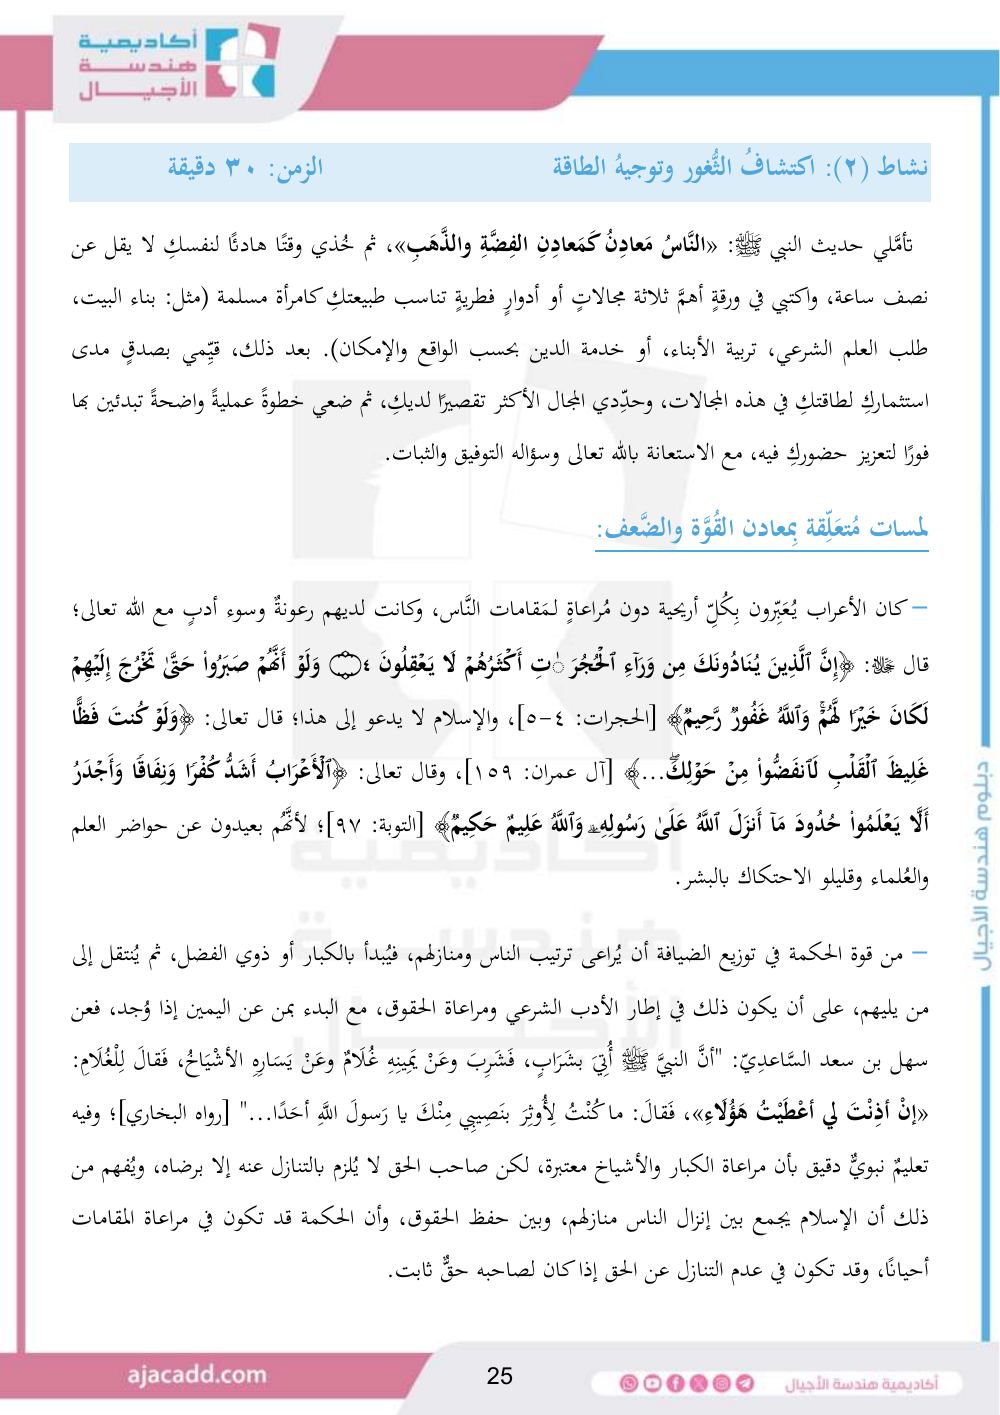 أكاديمية
هندسة
الأجيال
نشاط (٢): اكتشافُ الثُّغور وتوجيهُ الطاقة الزمن: ٣٠ دقيقة
تأمَّلي حديث النبي ﷺ: «النَّاسُ مَعادِنُ كَمَعادِنِ الفِضَّةِ والذَّهَبِ»، ثم خُذي وقتًا هادئًا لنفسكِ لا يقل عن
نصف ساعة، واكتبي في ورقةٍ أهمَّ ثلاثة مجالاتٍ أو أدوارٍ فطريةٍ تناسب طبيعتكِ كامرأة مسلمة (مثل: بناء البيت،
طلب العلم الشرعي، تربية الأبناء، أو خدمة الدين بحسب الواقع والإمكان). بعد ذلك، قيِّمي بصدقٍ مدى
استثماركِ لطاقتكِ في هذه المجالات، وحدِّدي المجال الأكثر تقصيرًا لديكِ، ثم ضعي خطوةً عمليةً واضحةً تبدئين بها
فورًا لتعزيز حضوركِ فيه، مع الاستعانة بالله تعالى وسؤاله التوفيق والثبات.
لمسات مُتعَلِّقة بِمعادن القُوَّة والضَّعف:
– كان الأعراب يُعَبِّرون بِكُلِّ أريحية دون مُراعاةٍ لمَقامات النَّاس، وكانت لديهم رعونةٌ وسوء أدبٍ مع الله تعالى؛
قال ﷻ: ﴿إِنَّ ٱلَّذِينَ يُنَادُونَكَ مِن وَرَآءِ ٱلۡحُجُرَٰتِ أَكۡثَرُهُمۡ لَا يَعۡقِلُونَ ٤ وَلَوۡ أَنَّهُمۡ صَبَرُواْ حَتَّىٰ تَخۡرُجَ إِلَيۡهِمۡ
لَكَانَ خَيۡرٗا لَّهُمۡۚ وَٱللَّهُ غَفُورٞ رَّحِيمٞ﴾ [الحجرات: ٤-٥]، والإسلام لا يدعو إلى هذا؛ قال تعالى: ﴿وَلَوۡ كُنتَ فَظًّا
غَلِيظَ ٱلۡقَلۡبِ لَٱنفَضُّواْ مِنۡ حَوۡلِكَۖ...﴾ [آل عمران: ١٥٩]، وقال تعالى: ﴿ٱلۡأَعۡرَابُ أَشَدُّ كُفۡرٗا وَنِفَاقٗا وَأَجۡدَرُ
أَلَّا يَعۡلَمُواْ حُدُودَ مَآ أَنزَلَ ٱللَّهُ عَلَىٰ رَسُولِهِۦۗ وَٱللَّهُ عَلِيمٌ حَكِيمٞ﴾ [التوبة: ٩٧]؛ لأنَّهُم بعيدون عن حواضر العلم
والعُلماء وقليلو الاحتكاك بالبشر.
– من قوة الحكمة في توزيع الضيافة أن يُراعى ترتيب الناس ومنازلهم، فيُبدأ بالكبار أو ذوي الفضل، ثم يُنتقل إلى
من يليهم، على أن يكون ذلك في إطار الأدب الشرعي ومراعاة الحقوق، مع البدء بمن عن اليمين إذا وُجد، فعن
سهل بن سعد السَّاعديّ: "أنَّ النبيَّ ﷺ أُتِيَ بشَرَابٍ، فَشَرِبَ وعَنْ يَمِينِهِ غُلَامٌ وعَنْ يَسَارِهِ الأشْيَاخُ، فَقالَ لِلْغُلَامِ:
«إنْ أذِنْتَ لي أعْطَيْتُ هَؤُلَاءِ»، فَقالَ: ما كُنْتُ لِأُوثِرَ بنَصِيبِي مِنْكَ يا رَسولَ اللَّهِ أحَدًا..." [رواه البخاري]؛ وفيه
تعليمٌ نبويٌّ دقيق بأن مراعاة الكبار والأشياخ معتبرة، لكن صاحب الحق لا يُلزم بالتنازل عنه إلا برضاه، ويُفهم من
ذلك أن الإسلام يجمع بين إنزال الناس منازلهم، وبين حفظ الحقوق، وأن الحكمة قد تكون في مراعاة المقامات
أحيانًا، وقد تكون في عدم التنازل عن الحق إذا كان لصاحبه حقٌّ ثابت.
دبلوم هندسة الأجيال
أكاديمية
هندسة
الأجيال
ajacadd.com
25
أكاديمية هندسة الأجيال